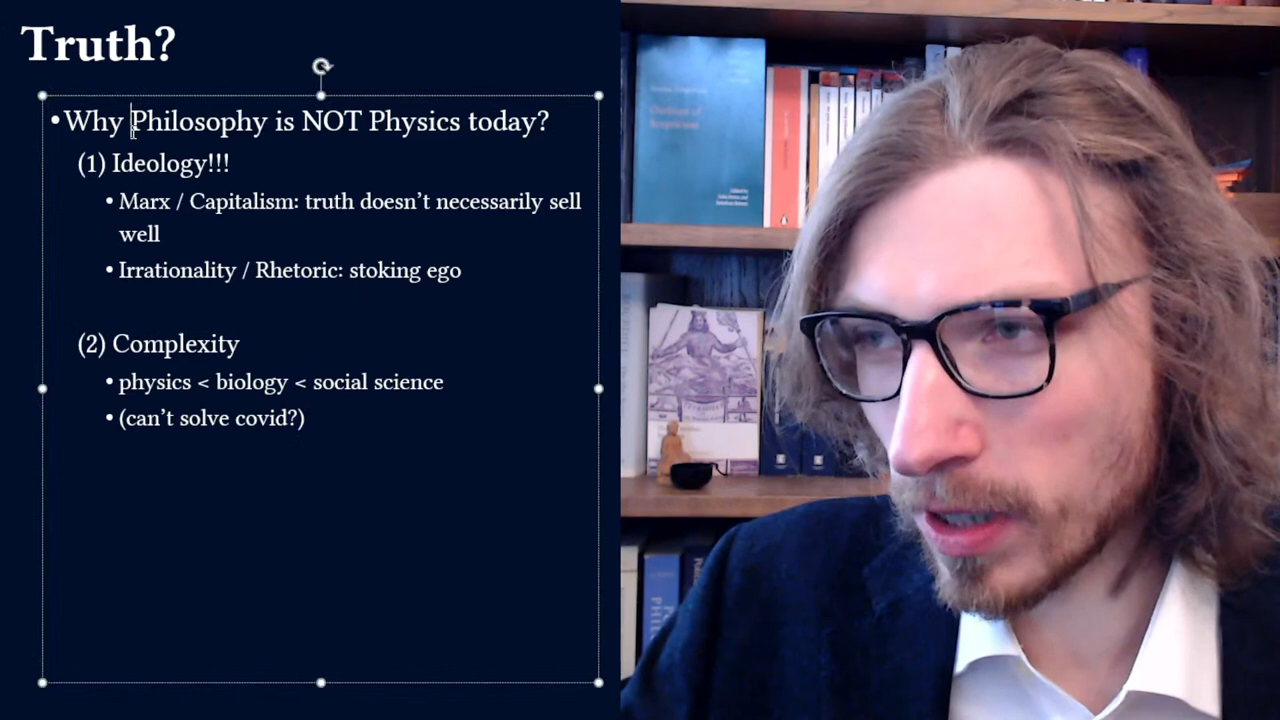 Truth?
•Why Philosophy is NOT Physics today?
(1) Ideology!!!
• Marx / Capitalism: truth doesn’t necessarily sell
well
• Irrationality / Rhetoric: stoking ego
(2) Complexity
• physics < biology < social science
• (can’t solve covid?)